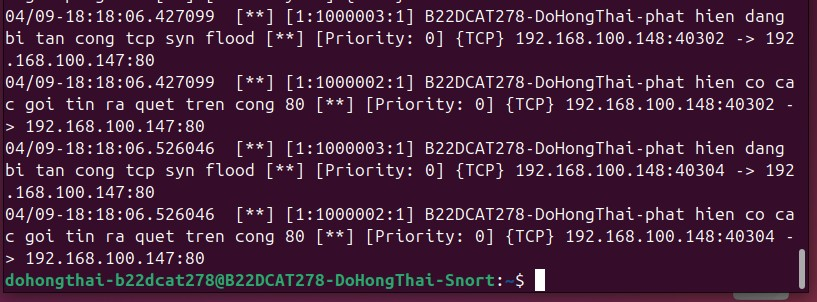 04/09-18:18:06.427099  [**] [1:1000003:1] B22DCAT278-DoHongThai-phat hien dang
bi tan cong tcp syn flood [**] [Priority: 0] {TCP} 192.168.100.148:40302 -> 192
.168.100.147:80
04/09-18:18:06.427099  [**] [1:1000002:1] B22DCAT278-DoHongThai-phat hien co ca
c goi tin ra quet tren cong 80 [**] [Priority: 0] {TCP} 192.168.100.148:40302 -
> 192.168.100.147:80
04/09-18:18:06.526046  [**] [1:1000003:1] B22DCAT278-DoHongThai-phat hien dang
bi tan cong tcp syn flood [**] [Priority: 0] {TCP} 192.168.100.148:40304 -> 192
.168.100.147:80
04/09-18:18:06.526046  [**] [1:1000002:1] B22DCAT278-DoHongThai-phat hien co ca
c goi tin ra quet tren cong 80 [**] [Priority: 0] {TCP} 192.168.100.148:40304 -
> 192.168.100.147:80
dohongthai-b22dcat278@B22DCAT278-DoHongThai-Snort:~$